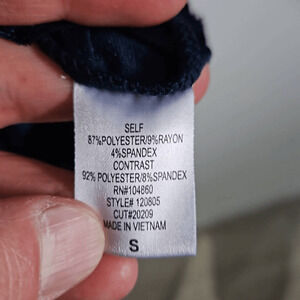 SELF
87%POLYESTER/9%RAYON
4%SPANDEX
CONTRAST
92% POLYESTER/8%SPANDEX
RN#104860
STYLE# 120805
CUT#20209
MADE IN VIETNAM
S